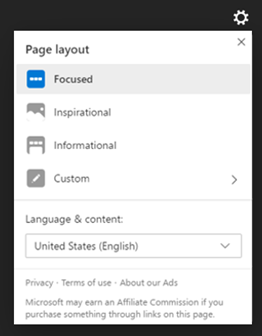 Page layout
Focused
Inspirational
Informational
Custom
Language & content:
United States (English)
Privacy · Terms of use · About our Ads
Microsoft may earn an Affiliate Commission if you
purchase something through links on this page.